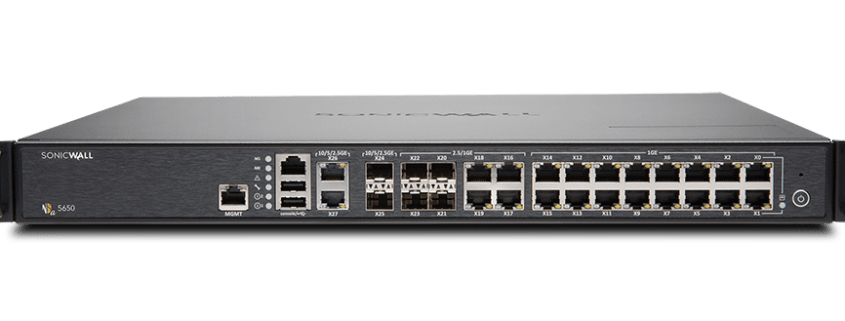 SONICWALL
SONICWALL
10/5/2.5GE 10/5/2.5GE 2.5/1GE 1GE
X26 X24 X22 X20 X18 X16 X14 X12 X10 X8 X6 X4 X2 X0
5650
MGMT
X27 X25 X23 X21 X19 X17 X15 X13 X11 X9 X7 X5 X3 X1